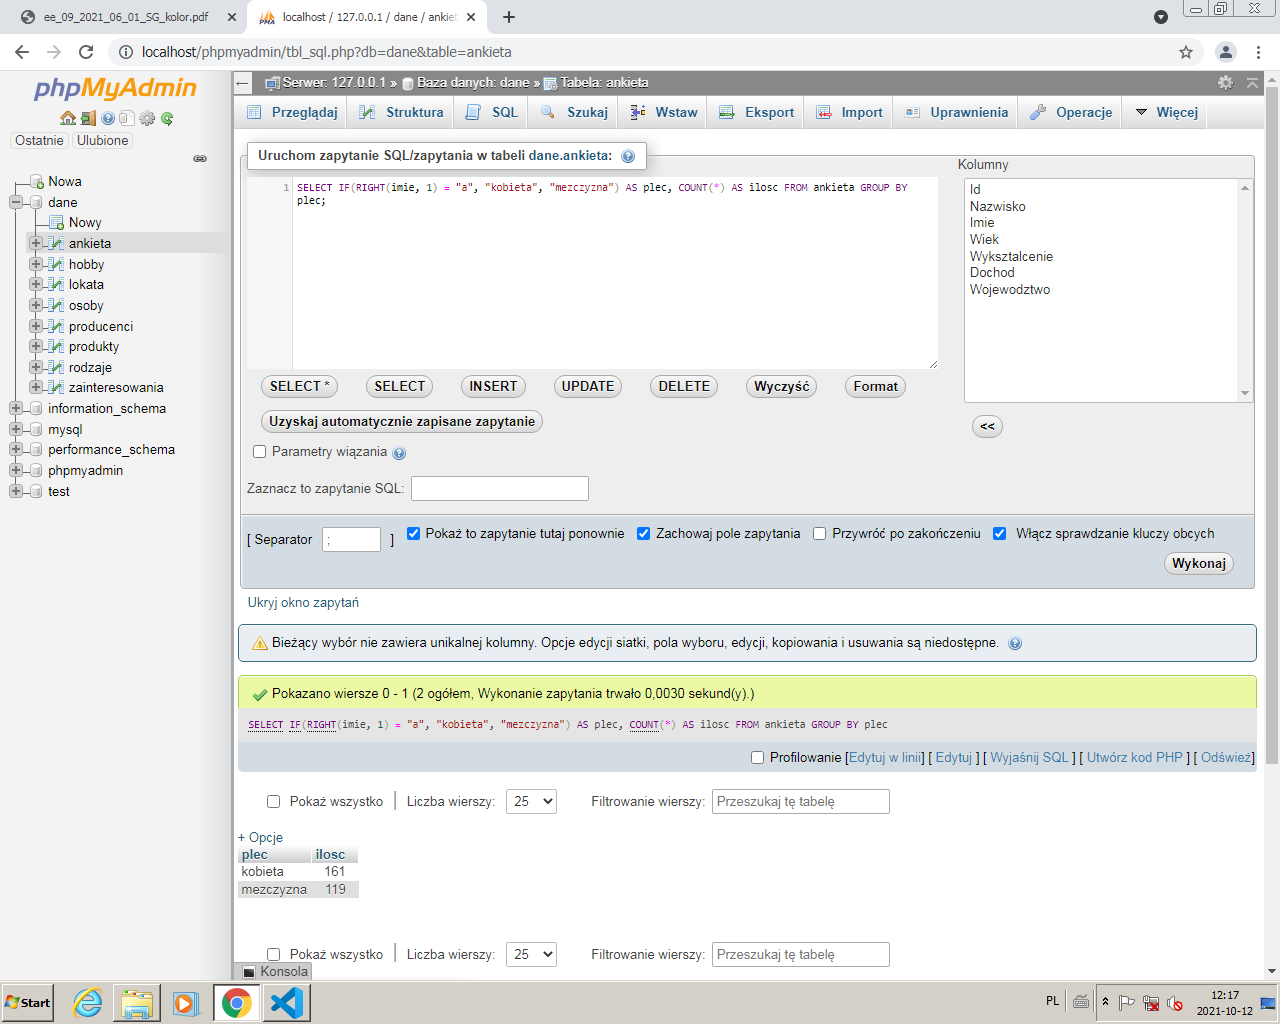 ee_09_2021_06_01_SG_kolor.pdf
localhost / 127.0.0.1 / dane / ankiet
localhost/phpmyadmin/tbl_sql.php?db=dane&table=ankieta
phpMyAdmin
Ostatnie
Ulubione
Nowa
dane
Nowy
ankieta
hobby
lokata
osoby
producenci
produkty
rodzaje
zainteresowania
information_schema
mysql
performance_schema
phpmyadmin
test
Serwer: 127.0.0.1 » Baza danych: dane » Tabela: ankieta
Przeglądaj Struktura SQL Szukaj Wstaw Eksport Import Uprawnienia Operacje Więcej
Uruchom zapytanie SQL/zapytania w tabeli dane.ankieta:
1 SELECT IF(RIGHT(imie, 1) = "a", "kobieta", "mezczyzna") AS plec, COUNT(*) AS ilosc FROM ankieta GROUP BY
plec;
Kolumny
Id
Nazwisko
Imie
Wiek
Wyksztalcenie
Dochod
Wojewodztwo
SELECT * SELECT INSERT UPDATE DELETE Wyczyść Format
Uzyskaj automatycznie zapisane zapytanie
<<
Parametry wiązania
Zaznacz to zapytanie SQL:
[ Separator ; ] Pokaż to zapytanie tutaj ponownie Zachowaj pole zapytania Przywróć po zakończeniu Włącz sprawdzanie kluczy obcych
Wykonaj
Ukryj okno zapytań
Bieżący wybór nie zawiera unikalnej kolumny. Opcje edycji siatki, pola wyboru, edycji, kopiowania i usuwania są niedostępne.
Pokazano wiersze 0 - 1 (2 ogółem, Wykonanie zapytania trwało 0,0030 sekund(y).)
SELECT IF(RIGHT(imie, 1) = "a", "kobieta", "mezczyzna") AS plec, COUNT(*) AS ilosc FROM ankieta GROUP BY plec
Profilowanie [Edytuj w linii] [ Edytuj ] [ Wyjaśnij SQL ] [ Utwórz kod PHP ] [ Odśwież]
Pokaż wszystko Liczba wierszy: 25 Filtrowanie wierszy: Przeszukaj tę tabelę
+ Opcje
plec ilosc
kobieta 161
mezczyzna 119
Pokaż wszystko Liczba wierszy: 25 Filtrowanie wierszy: Przeszukaj tę tabelę
Konsola
Start
PL
12:17
2021-10-12